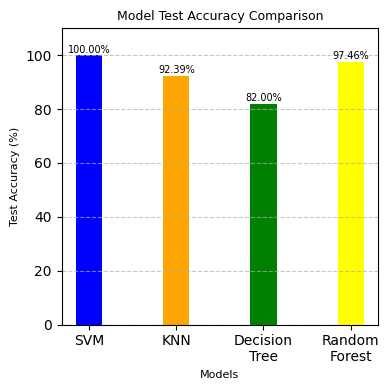 Model Test Accuracy Comparison
100.00%
92.39%
82.00%
97.46%
Test Accuracy (%)
100
80
60
40
20
0
SVM
KNN
Decision
Tree
Random
Forest
Models